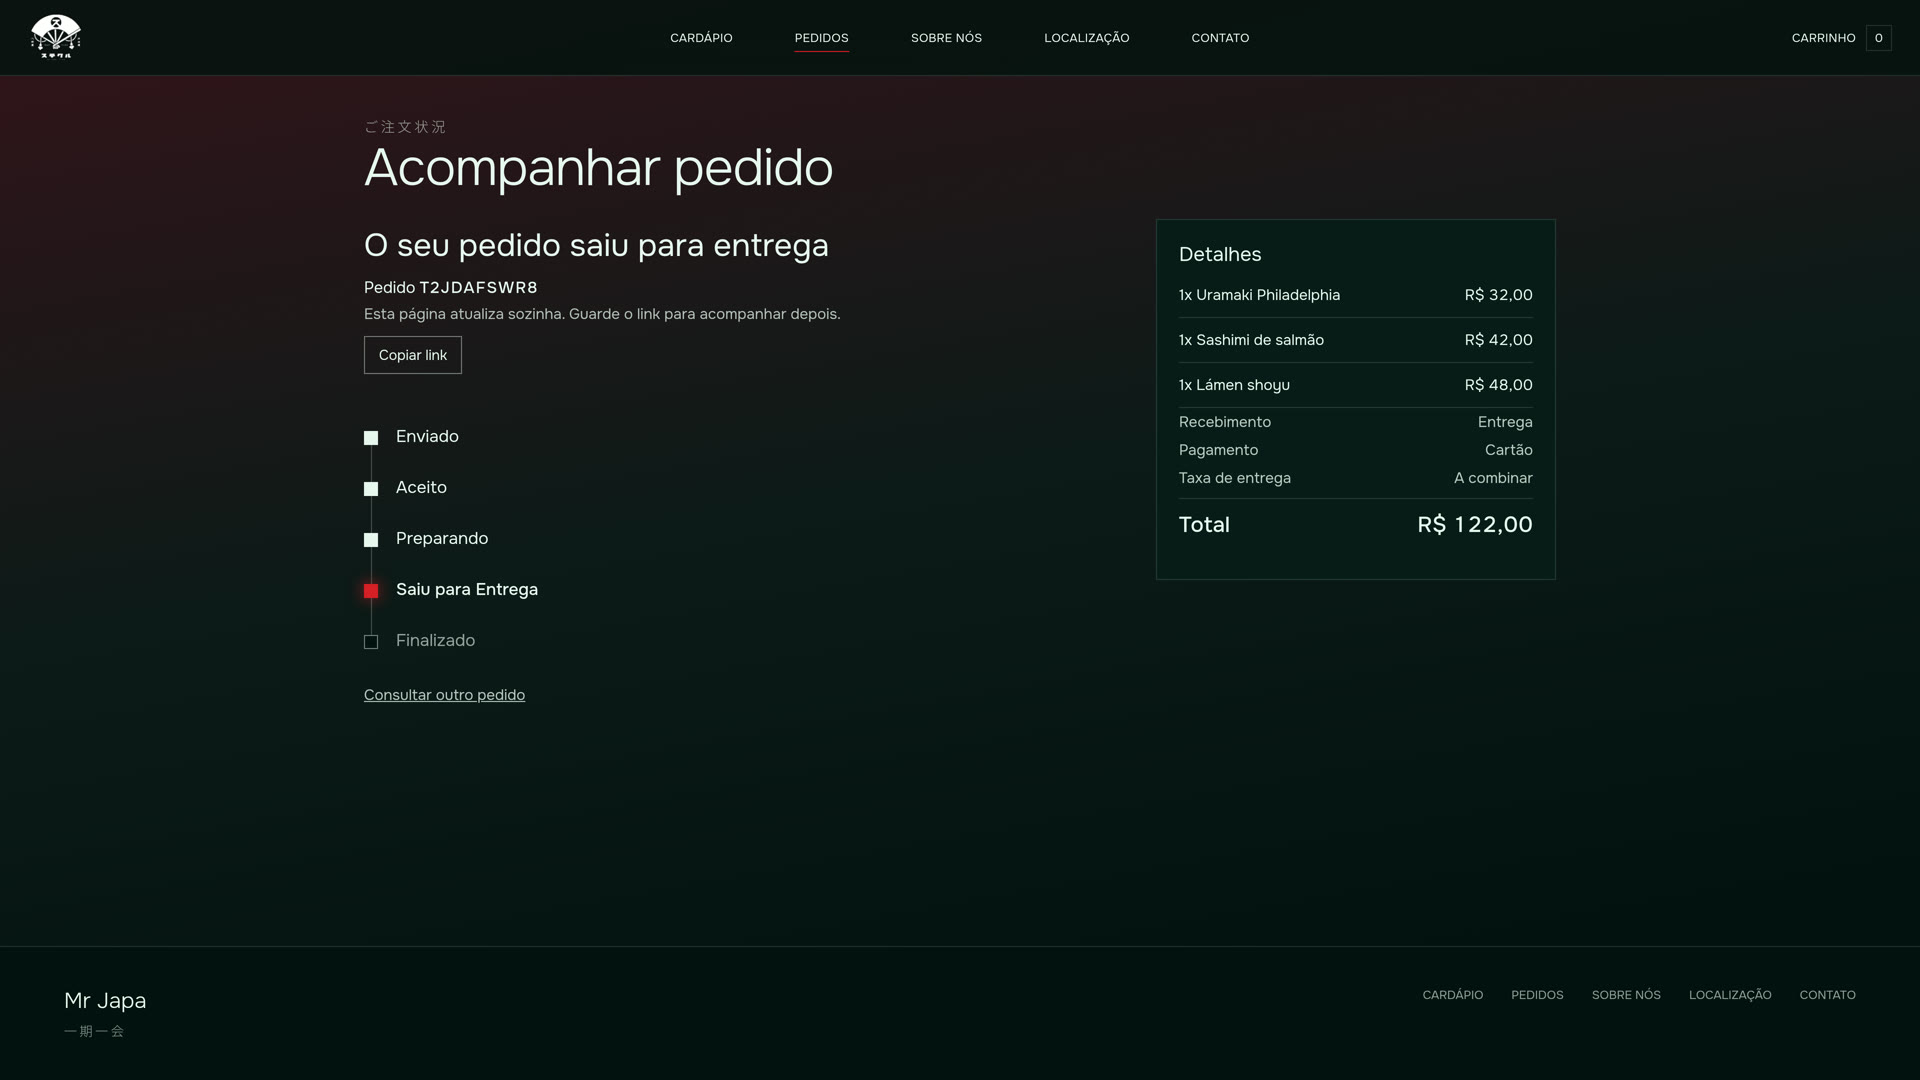 CARDÁPIO
PEDIDOS
SOBRE NÓS
LOCALIZAÇÃO
CONTATO
CARRINHO 0
ご注文状況
Acompanhar pedido
O seu pedido saiu para entrega
Pedido T2JDAFSWR8
Esta página atualiza sozinha. Guarde o link para acompanhar depois.
Copiar link
Enviado
Aceito
Preparando
Saiu para Entrega
Finalizado
Consultar outro pedido
Detalhes
1x Uramaki Philadelphia R$ 32,00
1x Sashimi de salmão R$ 42,00
1x Lámen shoyu R$ 48,00
Recebimento Entrega
Pagamento Cartão
Taxa de entrega A combinar
Total R$ 122,00
Mr Japa
一期一会
CARDÁPIO
PEDIDOS
SOBRE NÓS
LOCALIZAÇÃO
CONTATO